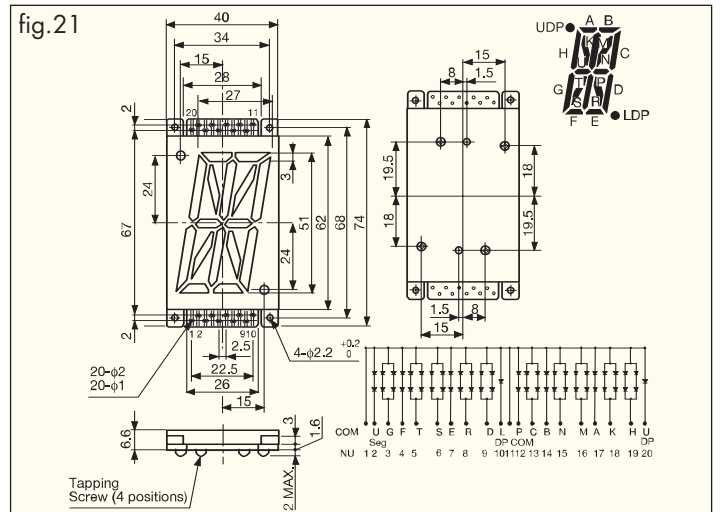 fig.21
40
34
15
28
27
20 11
2
3
24
67
51
62
68
74
24
2
1 2 910
2.5
22.5
26
15
20-φ2
20-φ1
4-φ2.2 +0.2 0
15
8 1.5
19.5
18
18
19.5
1.5 8
15
UDP A B
H K M N C
U
G T P D
S R
F E LDP
6.6
3
1.6
2 MAX.
Tapping
Screw (4 positions)
COM U G F T S E R D L P C B N M A K H U
Seg DP COM DP
NU 1 2 3 4 5 6 7 8 9 10 11 12 13 14 15 16 17 18 19 20